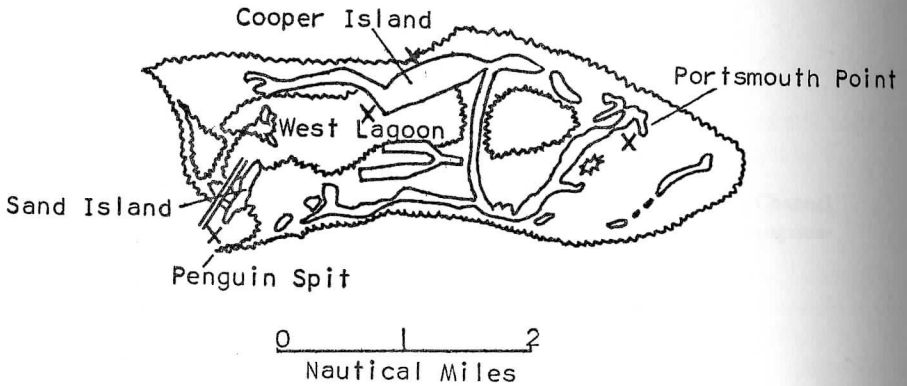 Cooper Island
Portsmouth Point
West Lagoon
Sand Island
Penguin Spit
0 1 2
Nautical Miles